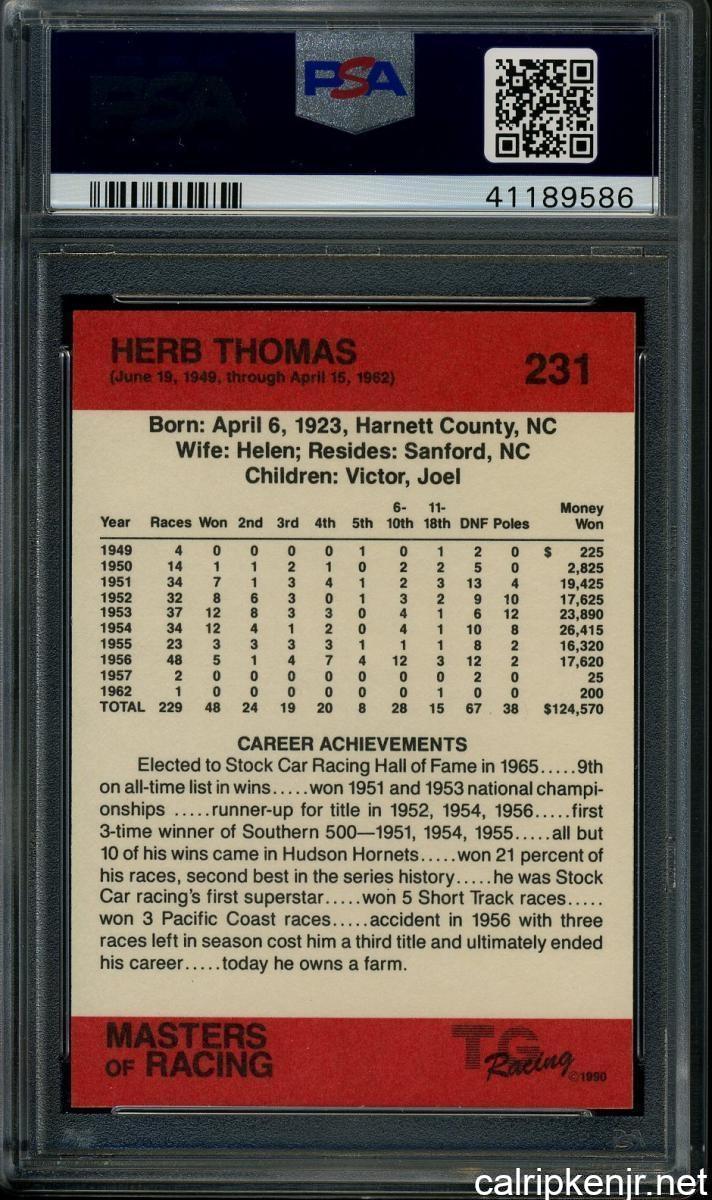 PSA
41189586
HERB THOMAS
231
(June 19, 1949, through April 15, 1962)
Born: April 6, 1923, Harnett County, NC
Wife: Helen; Resides: Sanford, NC
Children: Victor, Joel
Year Races Won 2nd 3rd 4th 5th 6-10th 11-18th DNF Poles Money Won
1949 4 0 0 0 0 1 0 1 2 0 $ 225
1950 14 1 1 2 1 0 2 2 5 0 2,825
1951 34 7 1 3 4 1 2 3 13 4 19,425
1952 32 8 6 3 0 1 3 2 9 10 17,625
1953 37 12 8 3 3 0 4 1 6 12 23,890
1954 34 12 4 1 2 0 4 1 10 8 26,415
1955 23 3 3 3 3 1 1 1 8 2 16,320
1956 48 5 1 4 7 4 12 3 12 2 17,620
1957 2 0 0 0 0 0 0 0 2 0 25
1962 1 0 0 0 0 0 0 1 0 0 200
TOTAL 229 48 24 19 20 8 28 15 67 38 $124,570
CAREER ACHIEVEMENTS
Elected to Stock Car Racing Hall of Fame in 1965.....9th
on all-time list in wins.....won 1951 and 1953 national champi-
onships .....runner-up for title in 1952, 1954, 1956.....first
3-time winner of Southern 500—1951, 1954, 1955.....all but
10 of his wins came in Hudson Hornets.....won 21 percent of
his races, second best in the series history.....he was Stock
Car racing's first superstar.....won 5 Short Track races.....
won 3 Pacific Coast races.....accident in 1956 with three
races left in season cost him a third title and ultimately ended
his career.....today he owns a farm.
MASTERS
OF RACING
TG
Racing
©1990
calripkenjr.net